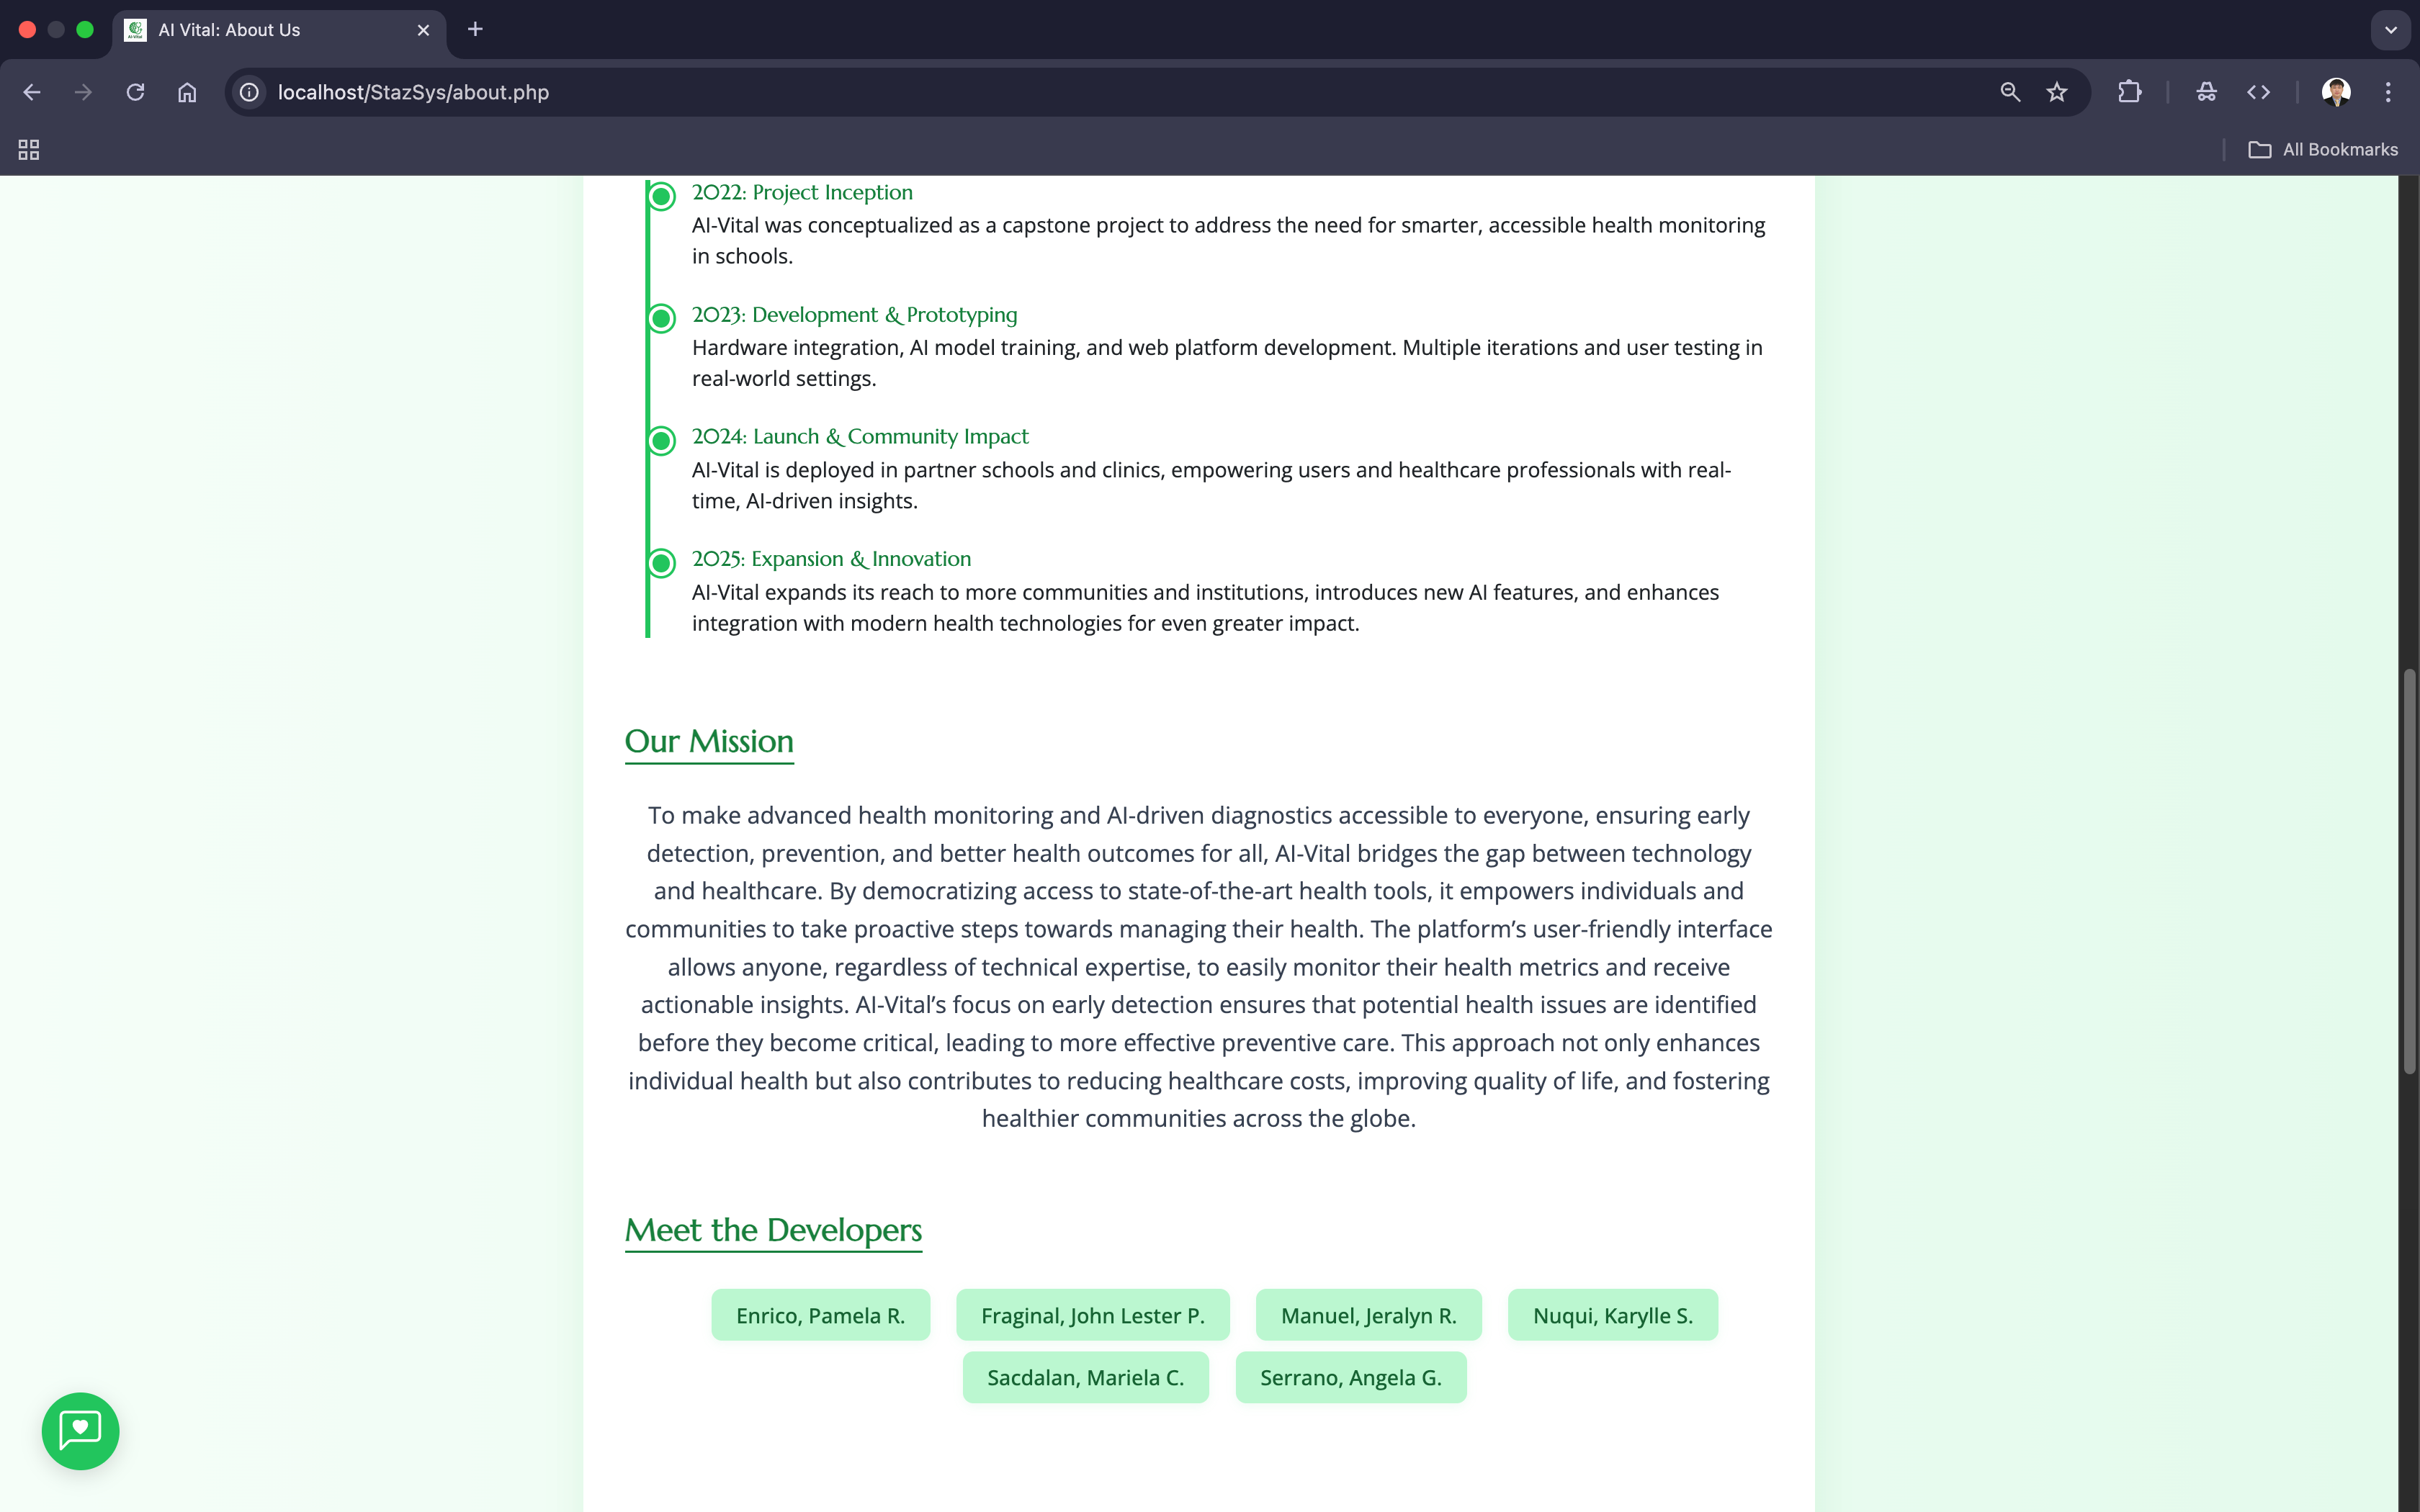 AI Vital: About Us
localhost/StazSys/about.php
All Bookmarks
2022: Project Inception
AI-Vital was conceptualized as a capstone project to address the need for smarter, accessible health monitoring
in schools.
2023: Development & Prototyping
Hardware integration, AI model training, and web platform development. Multiple iterations and user testing in
real-world settings.
2024: Launch & Community Impact
AI-Vital is deployed in partner schools and clinics, empowering users and healthcare professionals with real-
time, AI-driven insights.
2025: Expansion & Innovation
AI-Vital expands its reach to more communities and institutions, introduces new AI features, and enhances
integration with modern health technologies for even greater impact.
Our Mission
To make advanced health monitoring and AI-driven diagnostics accessible to everyone, ensuring early
detection, prevention, and better health outcomes for all, AI-Vital bridges the gap between technology
and healthcare. By democratizing access to state-of-the-art health tools, it empowers individuals and
communities to take proactive steps towards managing their health. The platform’s user-friendly interface
allows anyone, regardless of technical expertise, to easily monitor their health metrics and receive
actionable insights. AI-Vital’s focus on early detection ensures that potential health issues are identified
before they become critical, leading to more effective preventive care. This approach not only enhances
individual health but also contributes to reducing healthcare costs, improving quality of life, and fostering
healthier communities across the globe.
Meet the Developers
Enrico, Pamela R.
Fraginal, John Lester P.
Manuel, Jeralyn R.
Nuqui, Karylle S.
Sacdalan, Mariela C.
Serrano, Angela G.